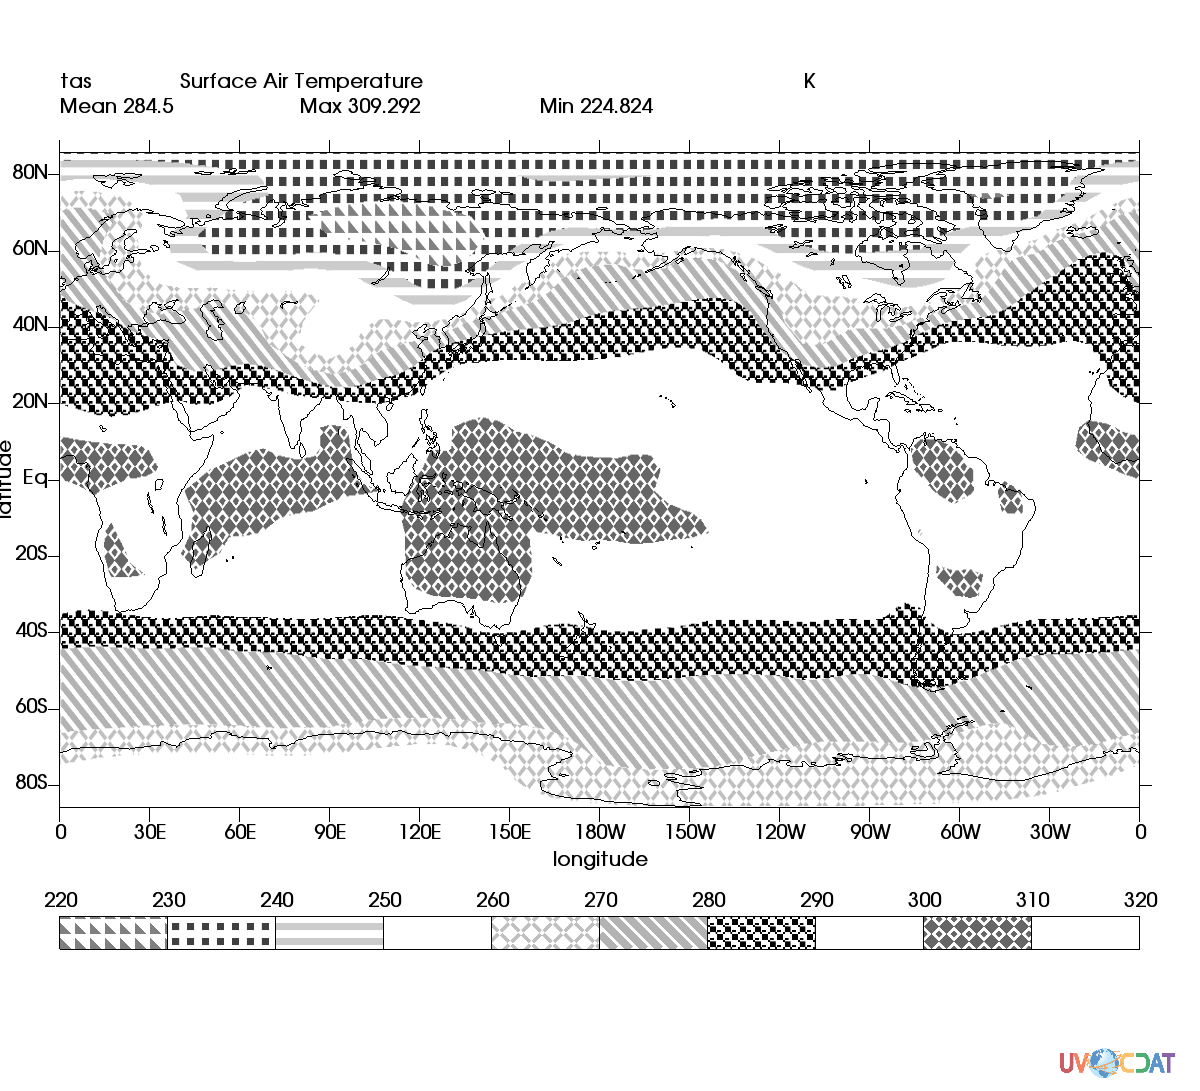 tas Surface Air Temperature K
Mean 284.5 Max 309.292 Min 224.824
80N
60N
40N
20N
Eq
20S
40S
60S
80S
latitude
0 30E 60E 90E 120E 150E 180W 150W 120W 90W 60W 30W 0
longitude
220 230 240 250 260 270 280 290 300 310 320
UVCDAT